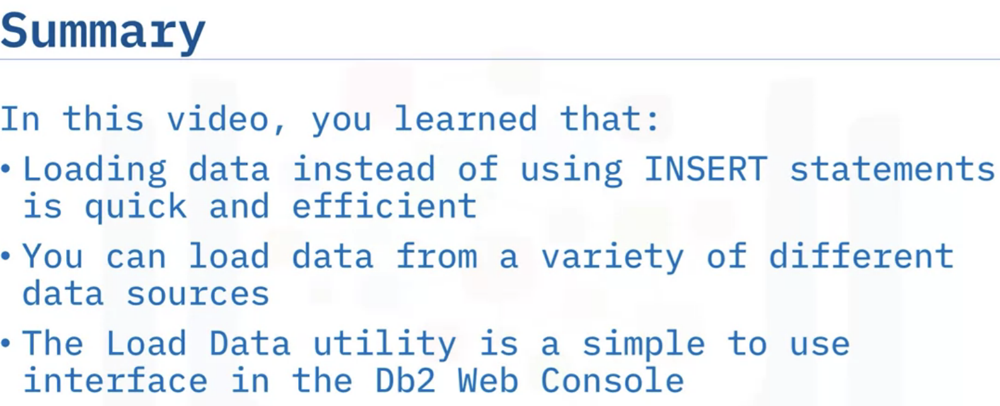 Summary
In this video, you learned that:
• Loading data instead of using INSERT statements
is quick and efficient
• You can load data from a variety of different
data sources
• The Load Data utility is a simple to use
interface in the Db2 Web Console